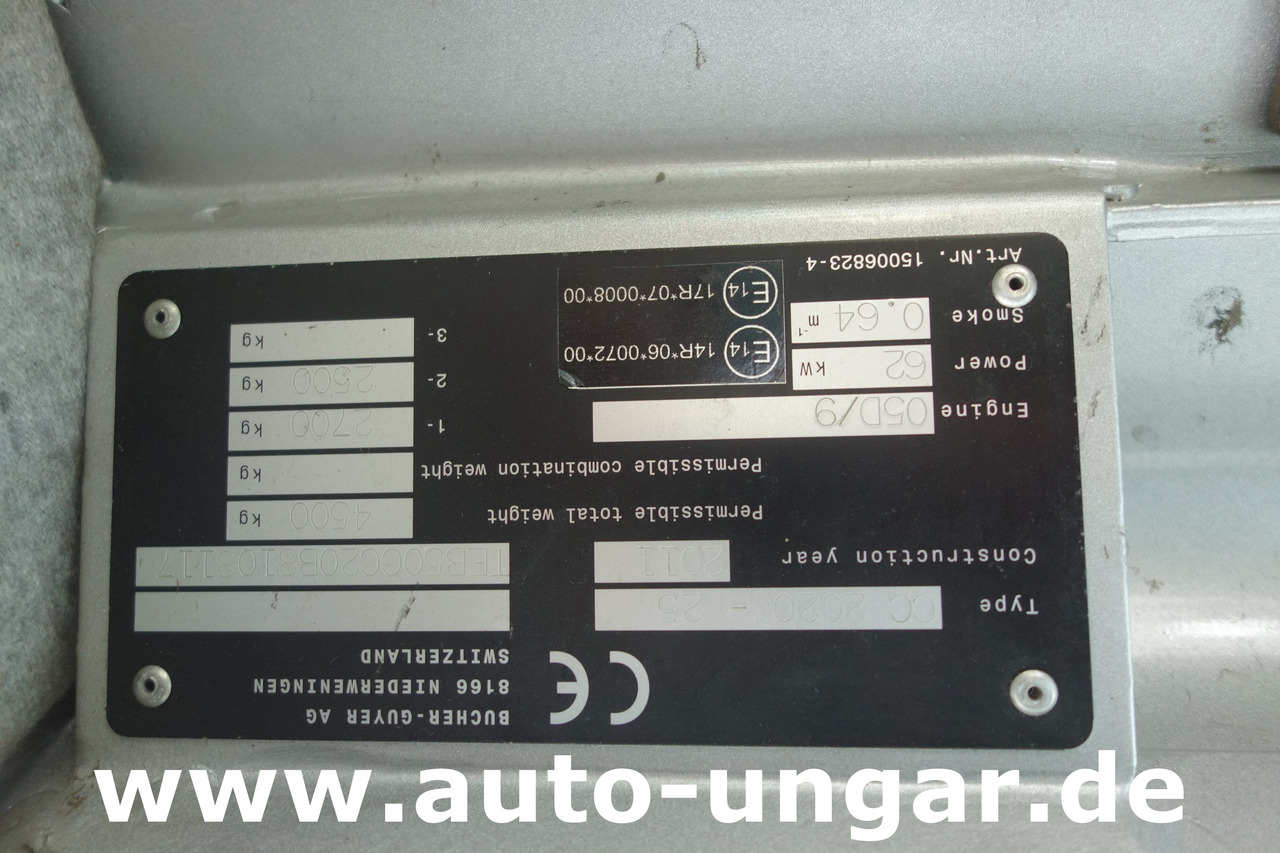 BUCHER-GUYER AG
8166 NIEDERWENINGEN
SWITZERLAND
CE
Type CC 2020 - 25
Construction year 2011
Permissible total weight 4500 kg
Permissible combination weight kg
1- 2700 kg
2- 2500 kg
3- kg
Engine 05D/9
Power 62 kW
Smoke 0.64 m-1
E14 14R*06*0072*00
E14 17R*07*0008*00
Art.Nr. 15006823-4
www.auto-ungar.de